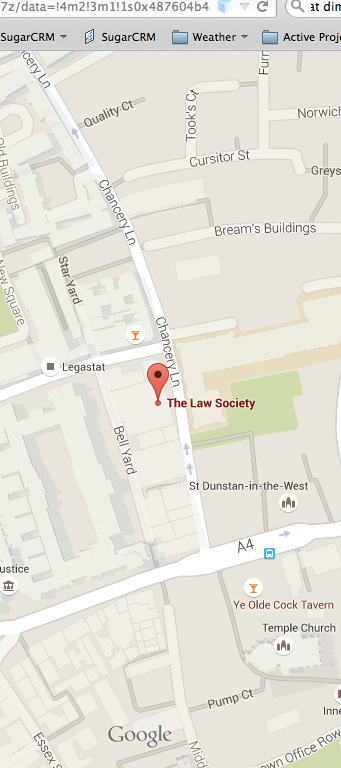 7z/data=!4m2!3m1!1s0x487604b4
at dim
SugarCRM
SugarCRM
Weather
Active Proj
ncery Ln
Furn
Quality Ct
Took's Ct
Norwich
Old Buildings
Cursitor St
Greys
Chancery Ln
Bream's Buildings
Star Yard
New Square
Chancery Ln
Legastat
The Law Society
Bell Yard
St Dunstan-in-the-West
A4
ustice
Ye Olde Cock Tavern
Temple Church
Pump Ct
Inne
Google
Essex S
Midd
own Office Row